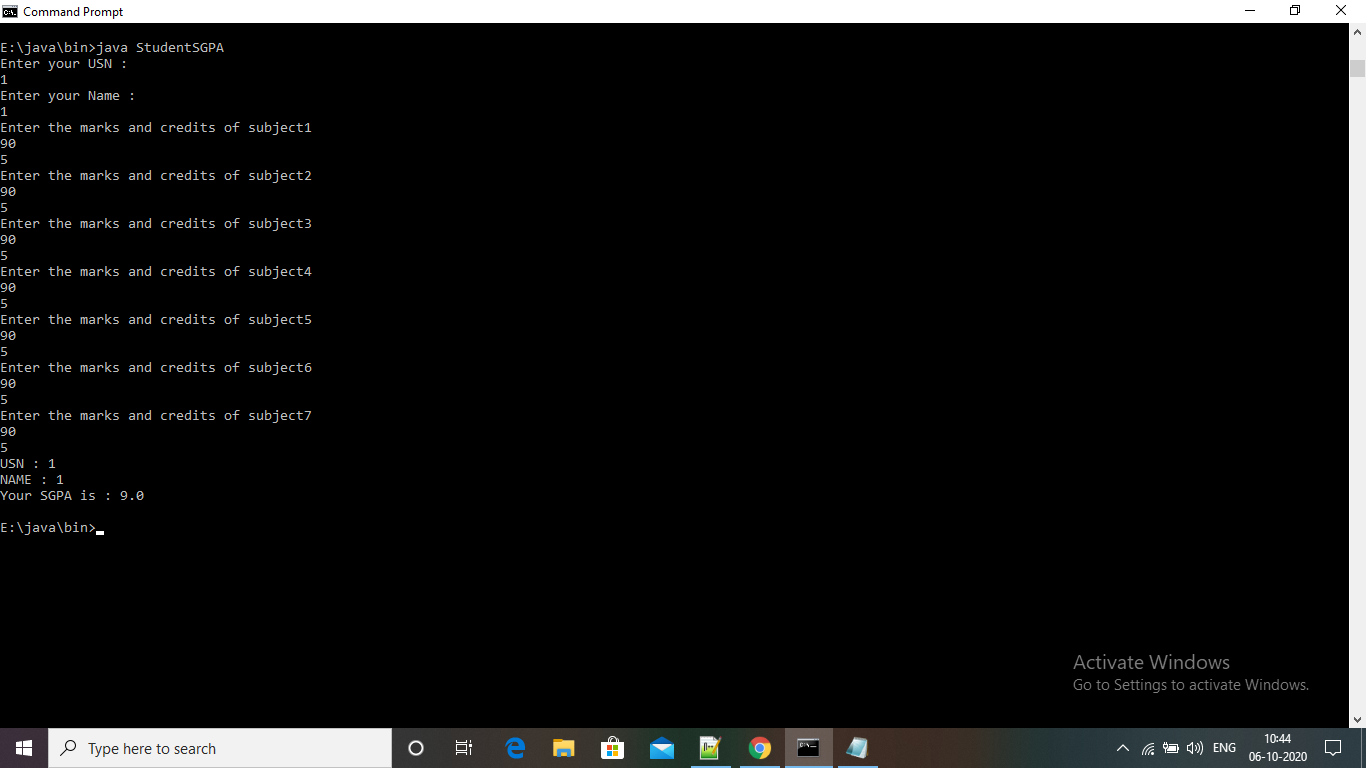 Command Prompt
E:\java\bin>java StudentSGPA
Enter your USN :
1
Enter your Name :
1
Enter the marks and credits of subject1
90
5
Enter the marks and credits of subject2
90
5
Enter the marks and credits of subject3
90
5
Enter the marks and credits of subject4
90
5
Enter the marks and credits of subject5
90
5
Enter the marks and credits of subject6
90
5
Enter the marks and credits of subject7
90
5
USN : 1
NAME : 1
Your SGPA is : 9.0
E:\java\bin>
Activate Windows
Go to Settings to activate Windows.
Type here to search
ENG
10:44
06-10-2020